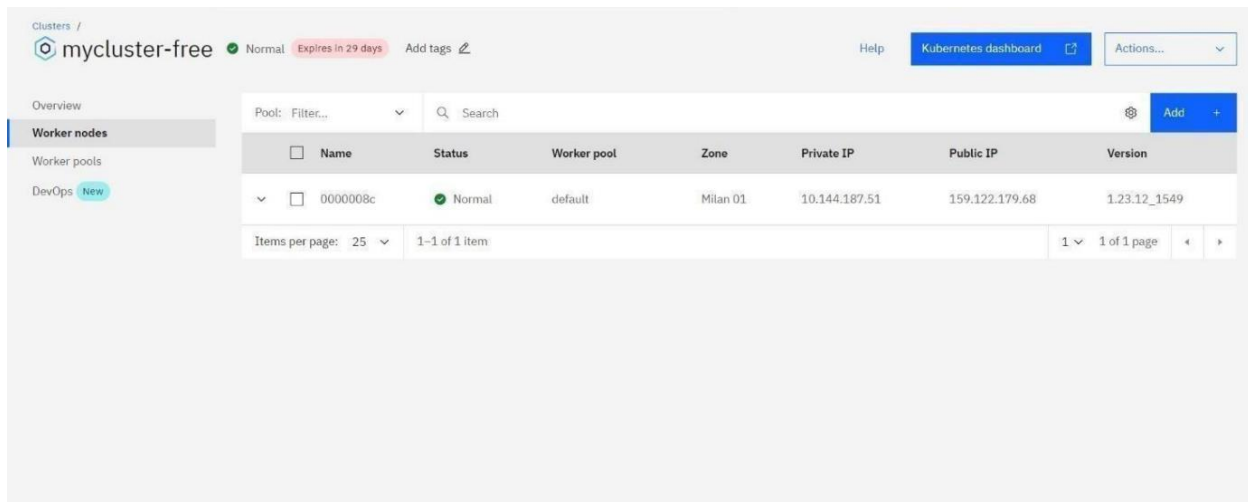 Clusters /
mycluster-free Normal Expires in 29 days Add tags Help Kubernetes dashboard Actions...
Overview
Worker nodes
Worker pools
DevOps New
Pool: Filter... Search Add +
Name Status Worker pool Zone Private IP Public IP Version
0000008c Normal default Milan 01 10.144.187.51 159.122.179.68 1.23.12_1549
Items per page: 25 1–1 of 1 item 1 1 of 1 page